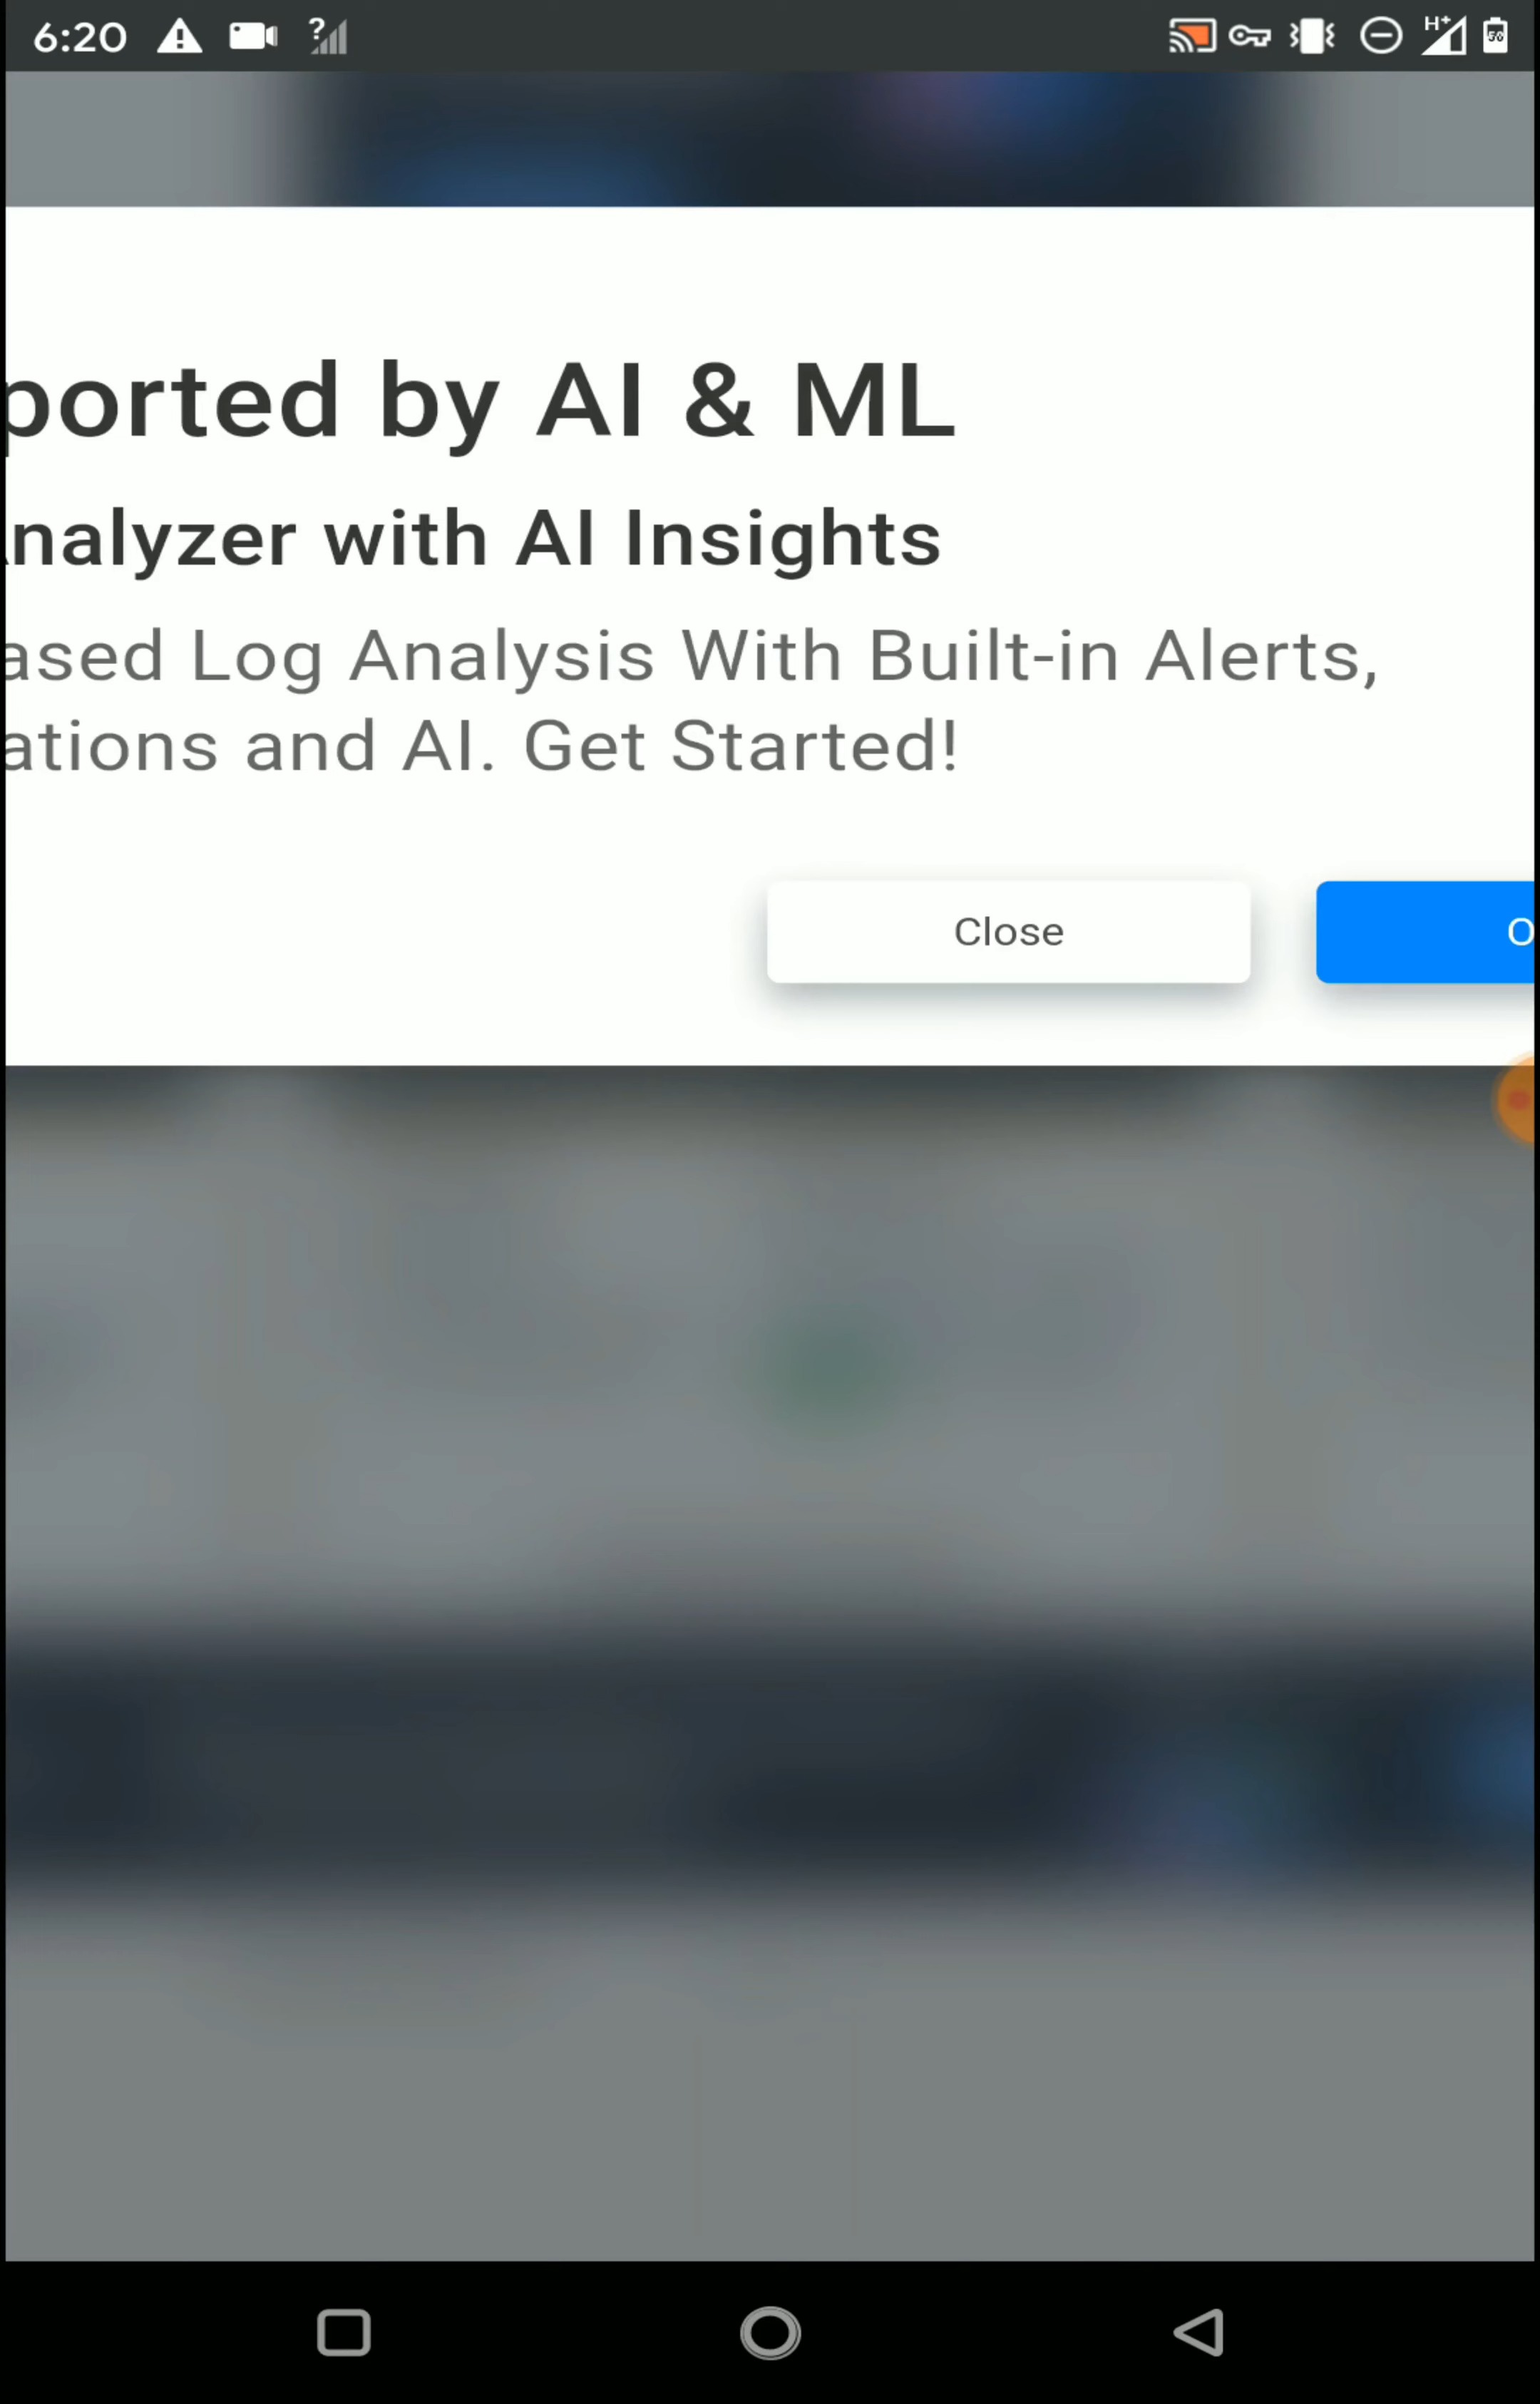 6:20
H+
50
ported by AI & ML
nalyzer with AI Insights
ased Log Analysis With Built-in Alerts,
ations and AI. Get Started!
Close
O